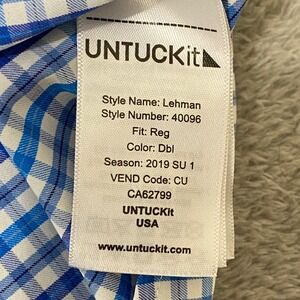 UNTUCKit
Style Name: Lehman
Style Number: 40096
Fit: Reg
Color: Dbl
Season: 2019 SU 1
VEND Code: CU
CA62799
UNTUCKit
USA
www.untuckit.com